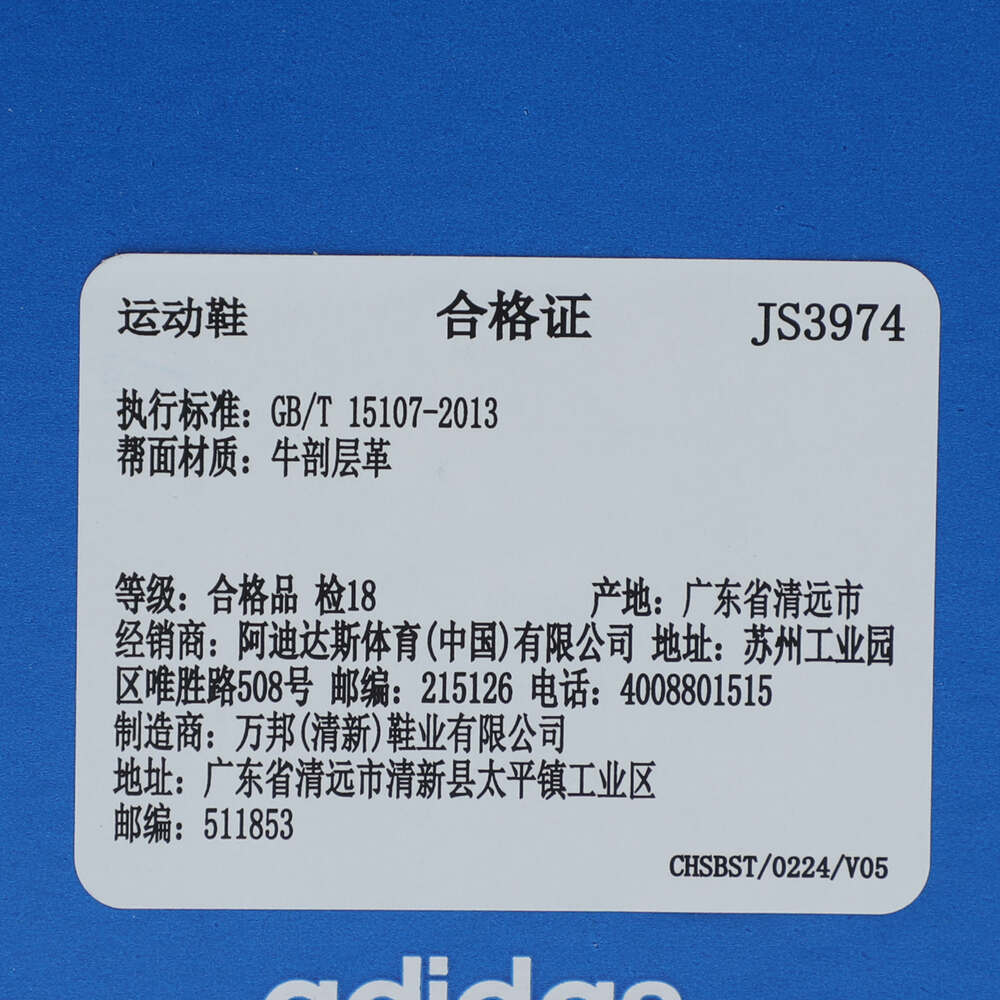 运动鞋 合格证 JS3974
执行标准：GB/T 15107-2013
帮面材质：牛剖层革
等级：合格品 检18 产地：广东省清远市
经销商：阿迪达斯体育(中国)有限公司 地址：苏州工业园
区唯胜路508号 邮编：215126 电话：4008801515
制造商：万邦(清新)鞋业有限公司
地址：广东省清远市清新县太平镇工业区
邮编：511853
CHSBST/0224/V05
adidas